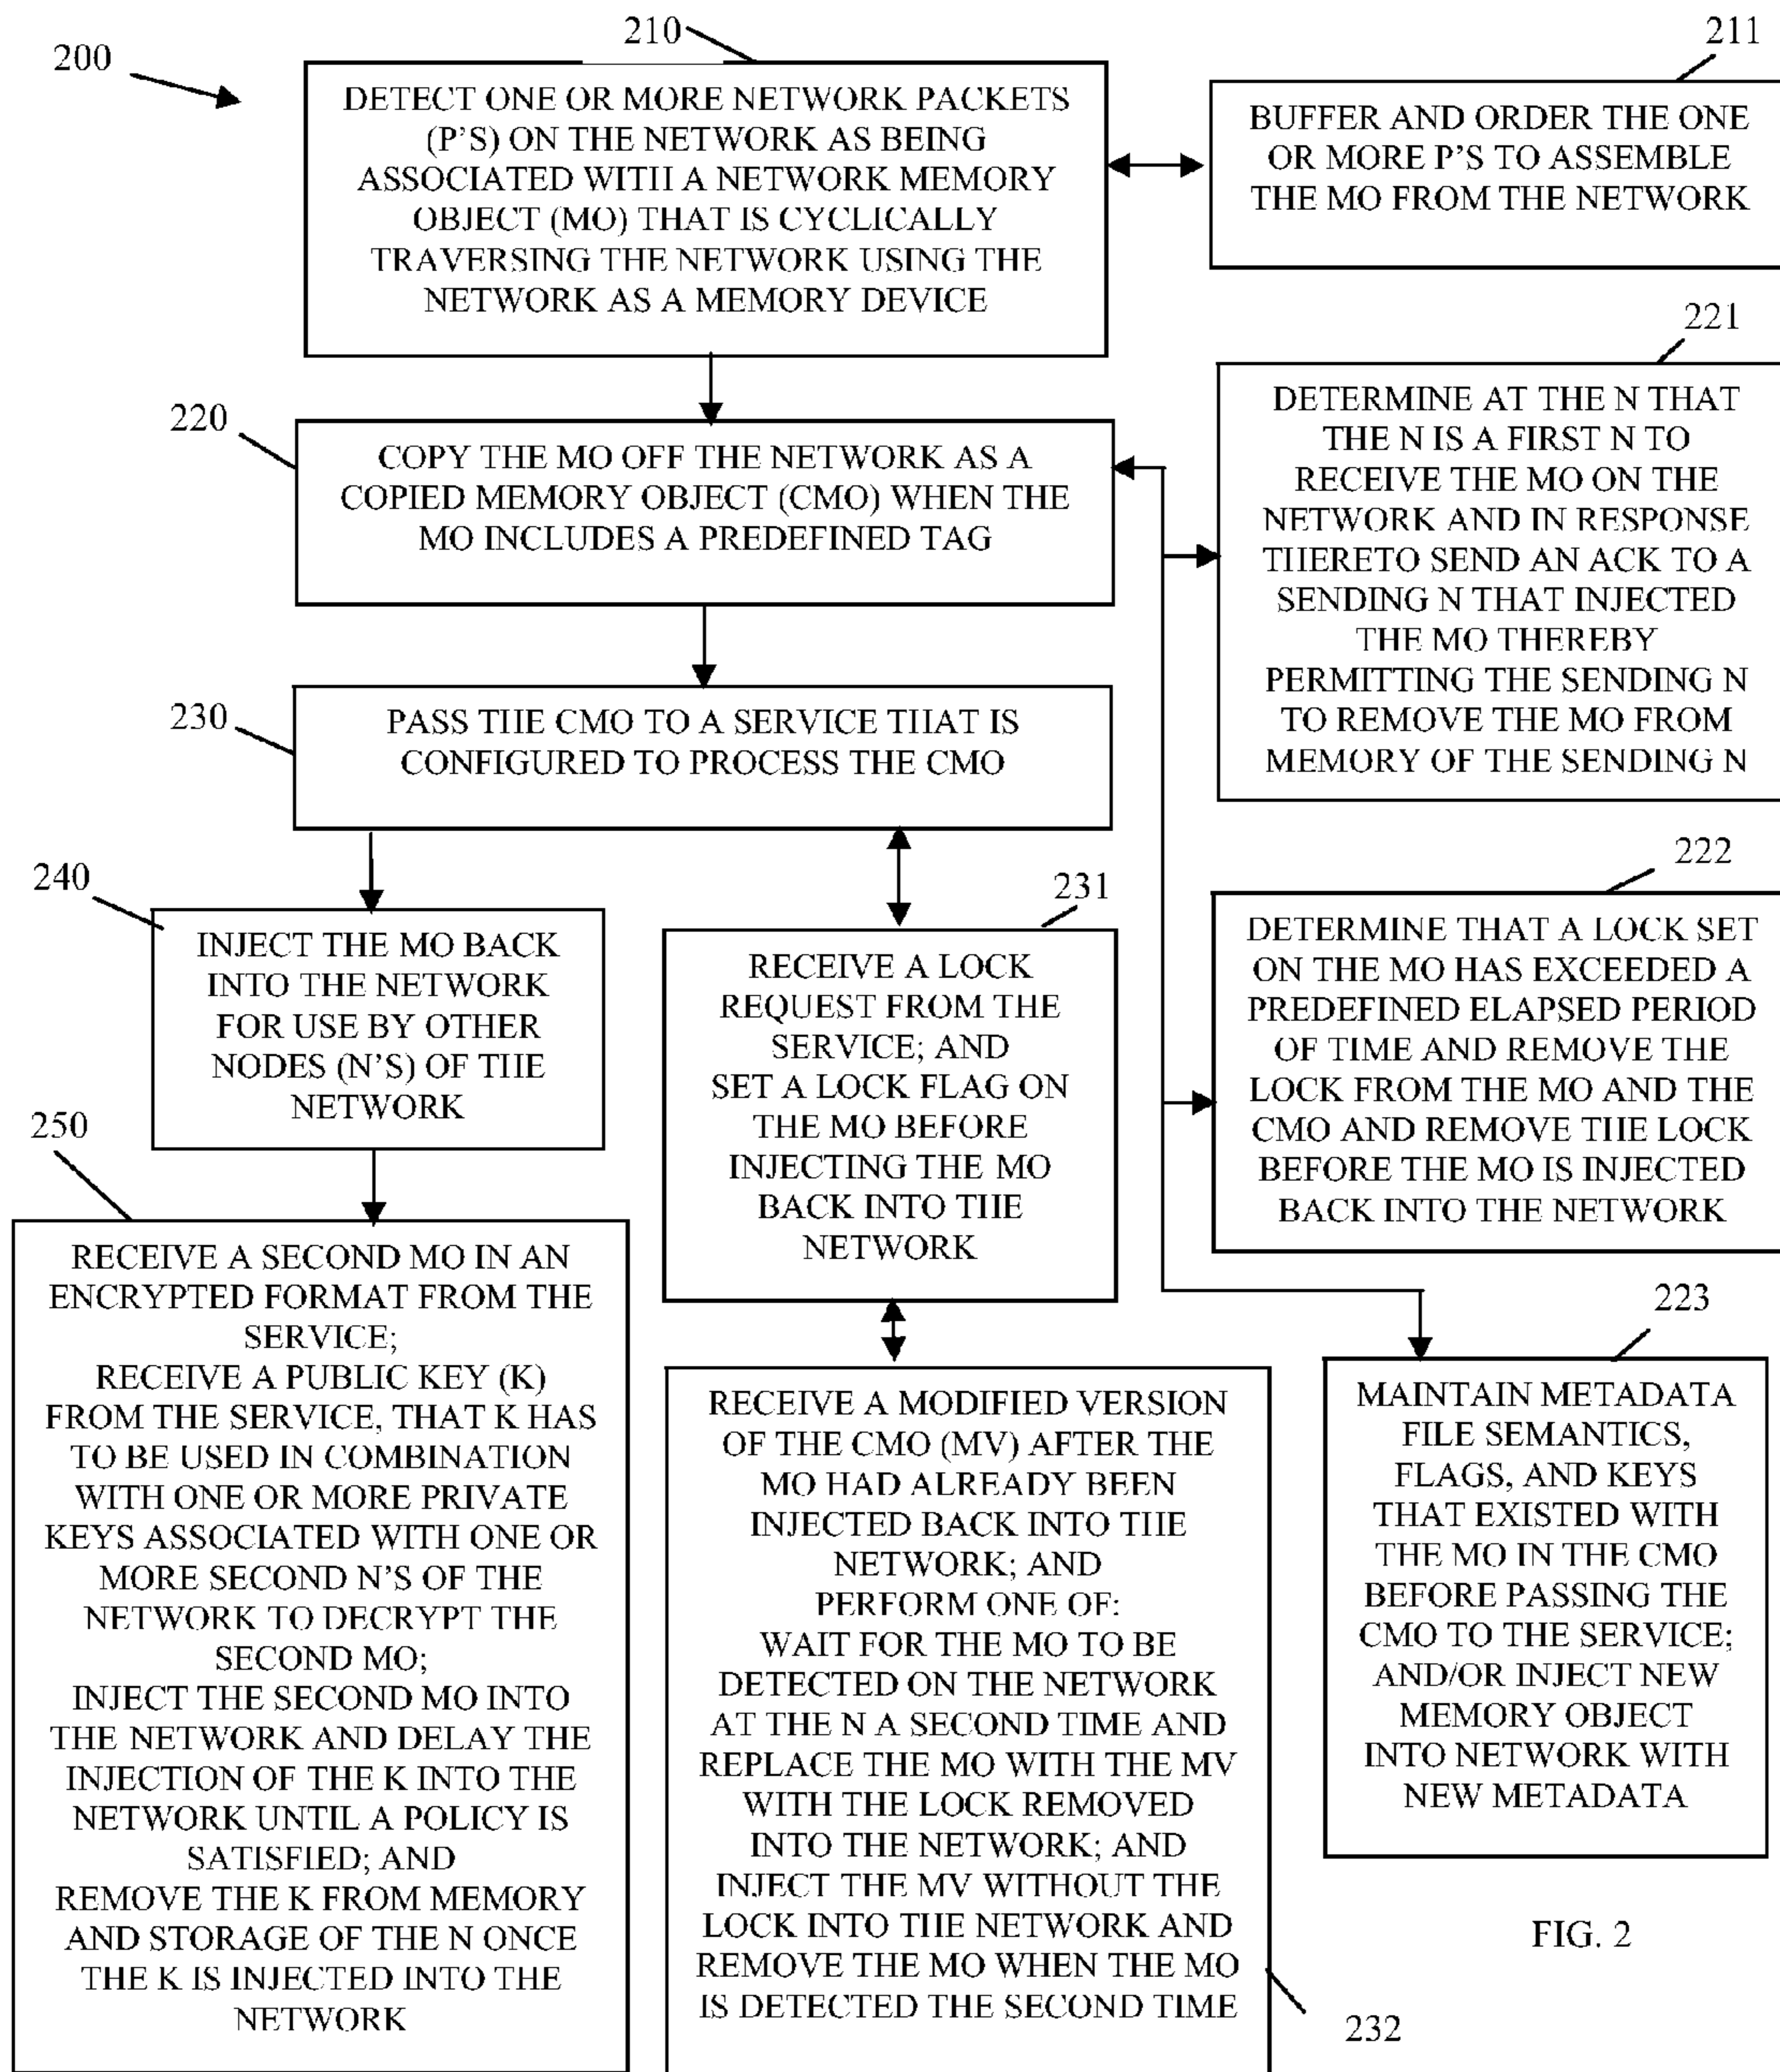 200
210
DETECT ONE OR MORE NETWORK PACKETS
(P'S) ON THE NETWORK AS BEING
ASSOCIATED WITH A NETWORK MEMORY
OBJECT (MO) THAT IS CYCLICALLY
TRAVERSING THE NETWORK USING THE
NETWORK AS A MEMORY DEVICE
211
BUFFER AND ORDER THE ONE
OR MORE P'S TO ASSEMBLE
THE MO FROM THE NETWORK
220
COPY THE MO OFF THE NETWORK AS A
COPIED MEMORY OBJECT (CMO) WHEN THE
MO INCLUDES A PREDEFINED TAG
221
DETERMINE AT THE N THAT
THE N IS A FIRST N TO
RECEIVE THE MO ON THE
NETWORK AND IN RESPONSE
THERETO SEND AN ACK TO A
SENDING N THAT INJECTED
THE MO THEREBY
PERMITTING THE SENDING N
TO REMOVE THE MO FROM
MEMORY OF THE SENDING N
230
PASS THE CMO TO A SERVICE THAT IS
CONFIGURED TO PROCESS THE CMO
222
DETERMINE THAT A LOCK SET
ON THE MO HAS EXCEEDED A
PREDEFINED ELAPSED PERIOD
OF TIME AND REMOVE THE
LOCK FROM THE MO AND THE
CMO AND REMOVE THE LOCK
BEFORE THE MO IS INJECTED
BACK INTO THE NETWORK
240
INJECT THE MO BACK
INTO THE NETWORK
FOR USE BY OTHER
NODES (N'S) OF THE
NETWORK
231
RECEIVE A LOCK
REQUEST FROM THE
SERVICE; AND
SET A LOCK FLAG ON
THE MO BEFORE
INJECTING THE MO
BACK INTO THE
NETWORK
250
RECEIVE A SECOND MO IN AN
ENCRYPTED FORMAT FROM THE
SERVICE;
RECEIVE A PUBLIC KEY (K)
FROM THE SERVICE, THAT K HAS
TO BE USED IN COMBINATION
WITH ONE OR MORE PRIVATE
KEYS ASSOCIATED WITH ONE OR
MORE SECOND N'S OF THE
NETWORK TO DECRYPT THE
SECOND MO;
INJECT THE SECOND MO INTO
THE NETWORK AND DELAY THE
INJECTION OF THE K INTO THE
NETWORK UNTIL A POLICY IS
SATISFIED; AND
REMOVE THE K FROM MEMORY
AND STORAGE OF THE N ONCE
THE K IS INJECTED INTO THE
NETWORK
RECEIVE A MODIFIED VERSION
OF THE CMO (MV) AFTER THE
MO HAD ALREADY BEEN
INJECTED BACK INTO THE
NETWORK; AND
PERFORM ONE OF:
WAIT FOR THE MO TO BE
DETECTED ON THE NETWORK
AT THE N A SECOND TIME AND
REPLACE THE MO WITH THE MV
WITH THE LOCK REMOVED
INTO THE NETWORK; AND
INJECT THE MV WITHOUT THE
LOCK INTO THE NETWORK AND
REMOVE THE MO WHEN THE MO
IS DETECTED THE SECOND TIME
232
223
MAINTAIN METADATA
FILE SEMANTICS,
FLAGS, AND KEYS
THAT EXISTED WITH
THE MO IN THE CMO
BEFORE PASSING THE
CMO TO THE SERVICE;
AND/OR INJECT NEW
MEMORY OBJECT
INTO NETWORK WITH
NEW METADATA
FIG. 2